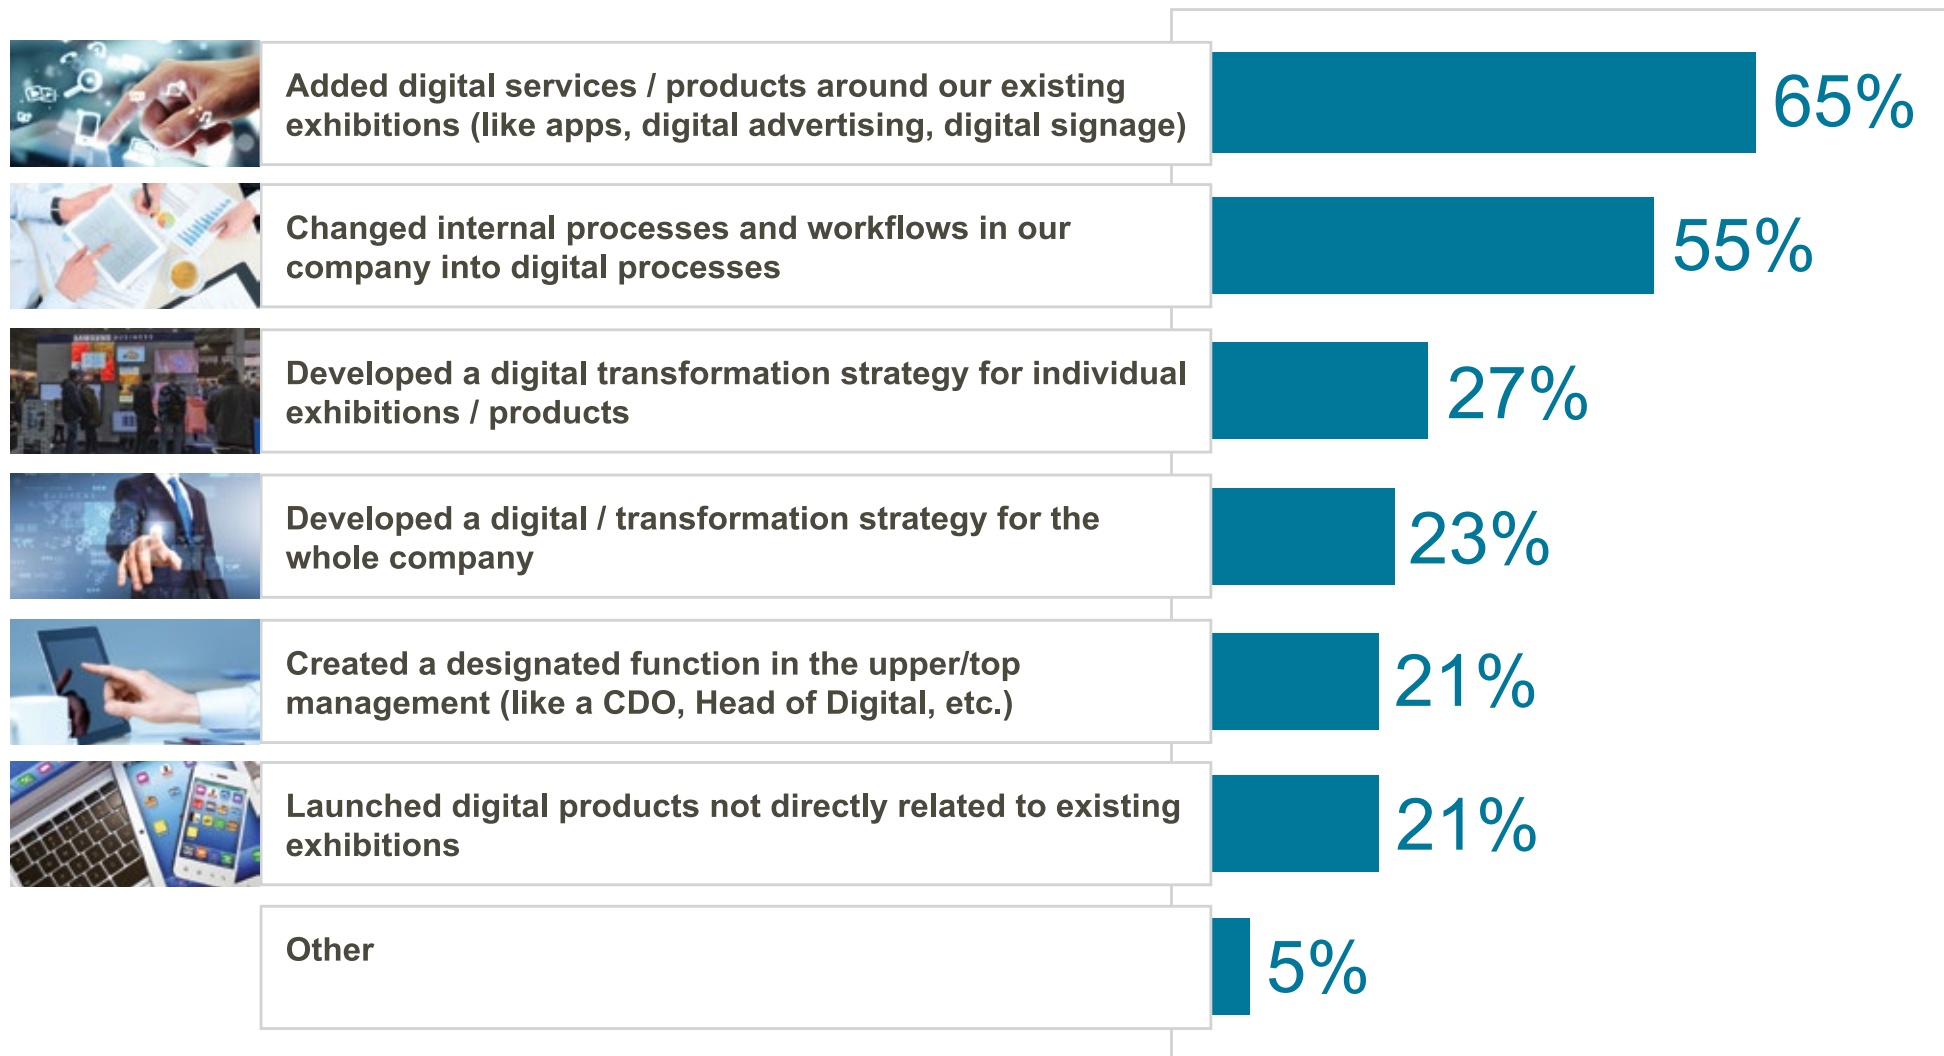 Added digital services / products around our existing
exhibitions (like apps, digital advertising, digital signage)
65%
Changed internal processes and workflows in our
company into digital processes
55%
SAMSUNG BUSINESS
Developed a digital transformation strategy for individual
exhibitions / products
27%
Developed a digital / transformation strategy for the
whole company
23%
Created a designated function in the upper/top
management (like a CDO, Head of Digital, etc.)
21%
Launched digital products not directly related to existing
exhibitions
21%
Other
5%